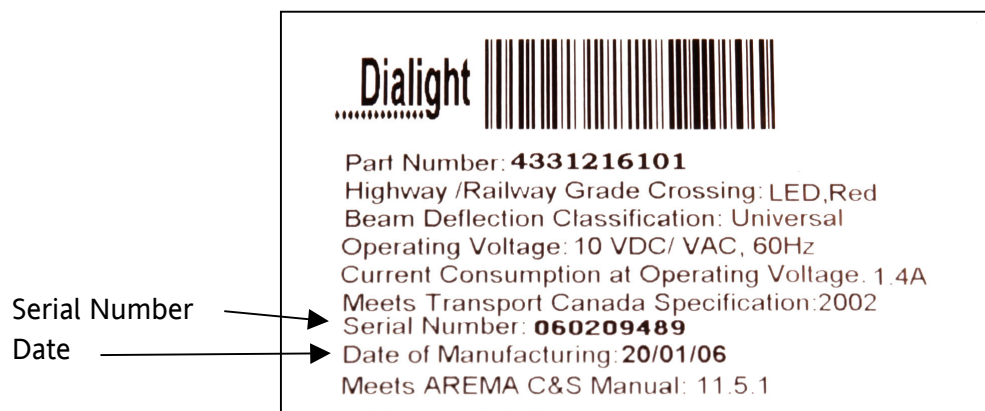 Dialight
Part Number: 4331216101
Highway /Railway Grade Crossing: LED,Red
Beam Deflection Classification: Universal
Operating Voltage: 10 VDC/ VAC, 60Hz
Current Consumption at Operating Voltage. 1.4A
Meets Transport Canada Specification:2002
Serial Number
Serial Number: 060209489
Date
Date of Manufacturing: 20/01/06
Meets AREMA C&S Manual: 11.5.1